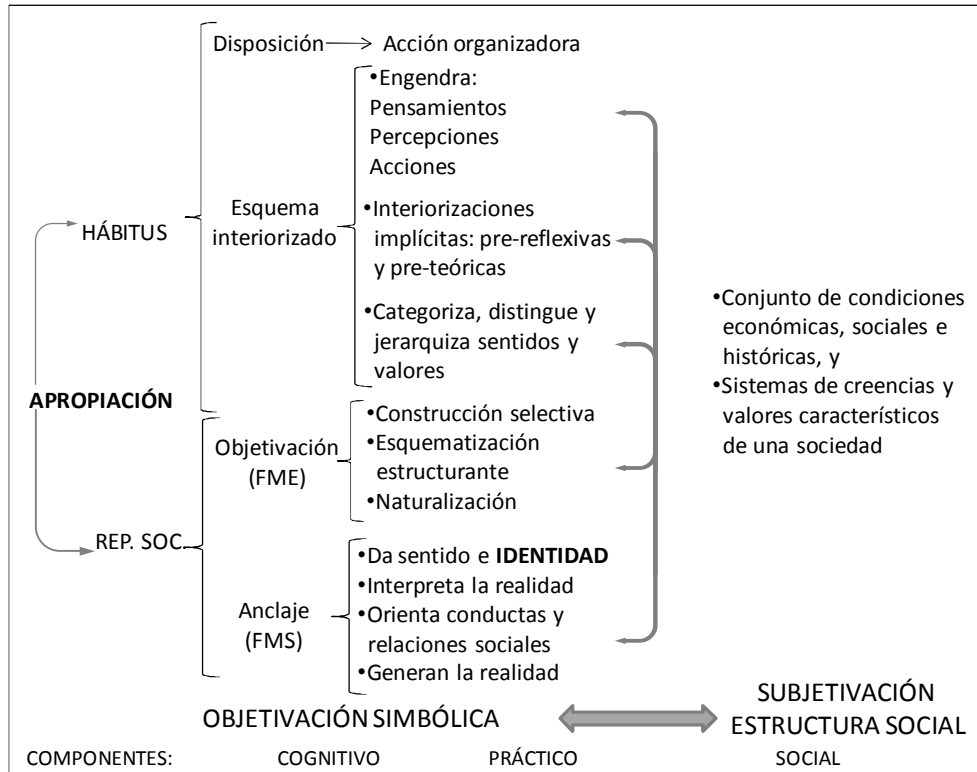 Disposición
Acción organizadora
•Engendra:
Pensamientos
Percepciones
Acciones
Esquema
interiorizado
HÁBITUS
•Interiorizaciones
implícitas: pre-reflexivas
y pre-teóricas
•Categoriza, distingue y
jerarquiza sentidos y
valores
APROPIACIÓN
Objetivación
(FME)
•Construcción selectiva
•Esquematización
estructurante
•Naturalización
REP. SOC.
Anclaje
(FMS)
•Da sentido e IDENTIDAD
•Interpreta la realidad
•Orienta conductas y
relaciones sociales
•Generan la realidad
•Conjunto de condiciones
económicas, sociales e
históricas, y
•Sistemas de creencias y
valores característicos
de una sociedad
OBJETIVACIÓN SIMBÓLICA
SUBJETIVACIÓN
ESTRUCTURA SOCIAL
COMPONENTES: COGNITIVO PRÁCTICO SOCIAL